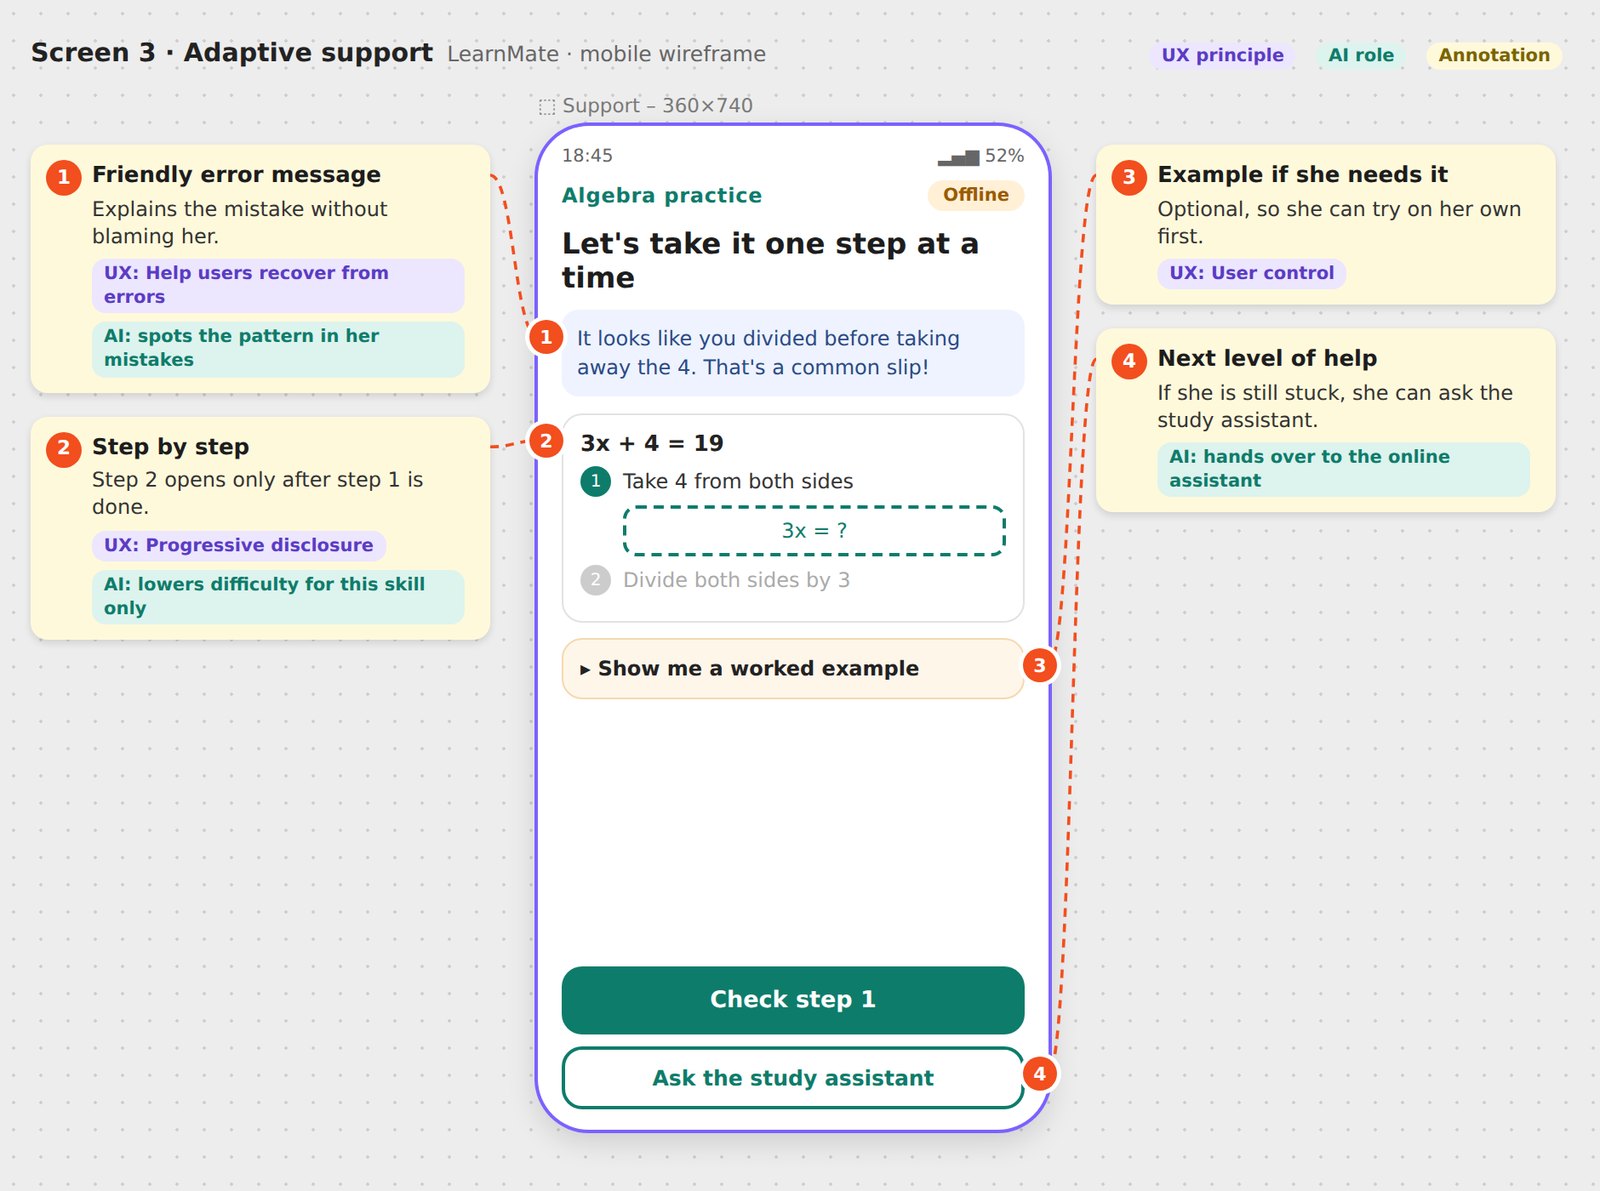 Screen 3 · Adaptive support LearnMate · mobile wireframe
UX principle
AI role
Annotation
Support – 360×740
1
Friendly error message
Explains the mistake without
blaming her.
UX: Help users recover from
errors
AI: spots the pattern in her
mistakes
2
Step by step
Step 2 opens only after step 1 is
done.
UX: Progressive disclosure
AI: lowers difficulty for this skill
only
18:45
52%
Algebra practice
Offline
Let's take it one step at a
time
1
It looks like you divided before taking
away the 4. That's a common slip!
2
3x + 4 = 19
1 Take 4 from both sides
3x = ?
2 Divide both sides by 3
▸ Show me a worked example
3
Check step 1
Ask the study assistant
4
3
Example if she needs it
Optional, so she can try on her own
first.
UX: User control
4
Next level of help
If she is still stuck, she can ask the
study assistant.
AI: hands over to the online
assistant